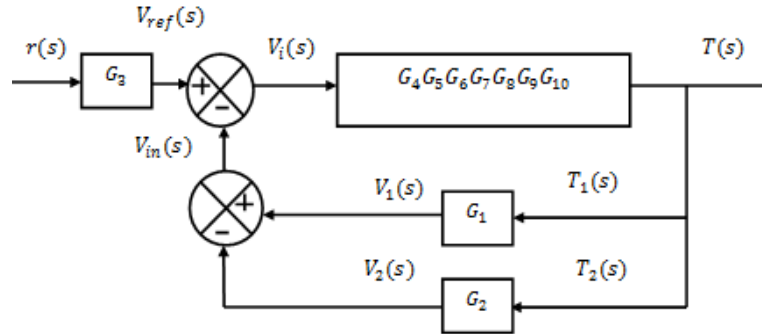 V_ref(s)
r(s)
G_3
V_i(s)
G_4G_5G_6G_7G_8G_9G_10
T(s)
+
−
V_in(s)
+
−
V_1(s)
G_1
T_1(s)
V_2(s)
G_2
T_2(s)